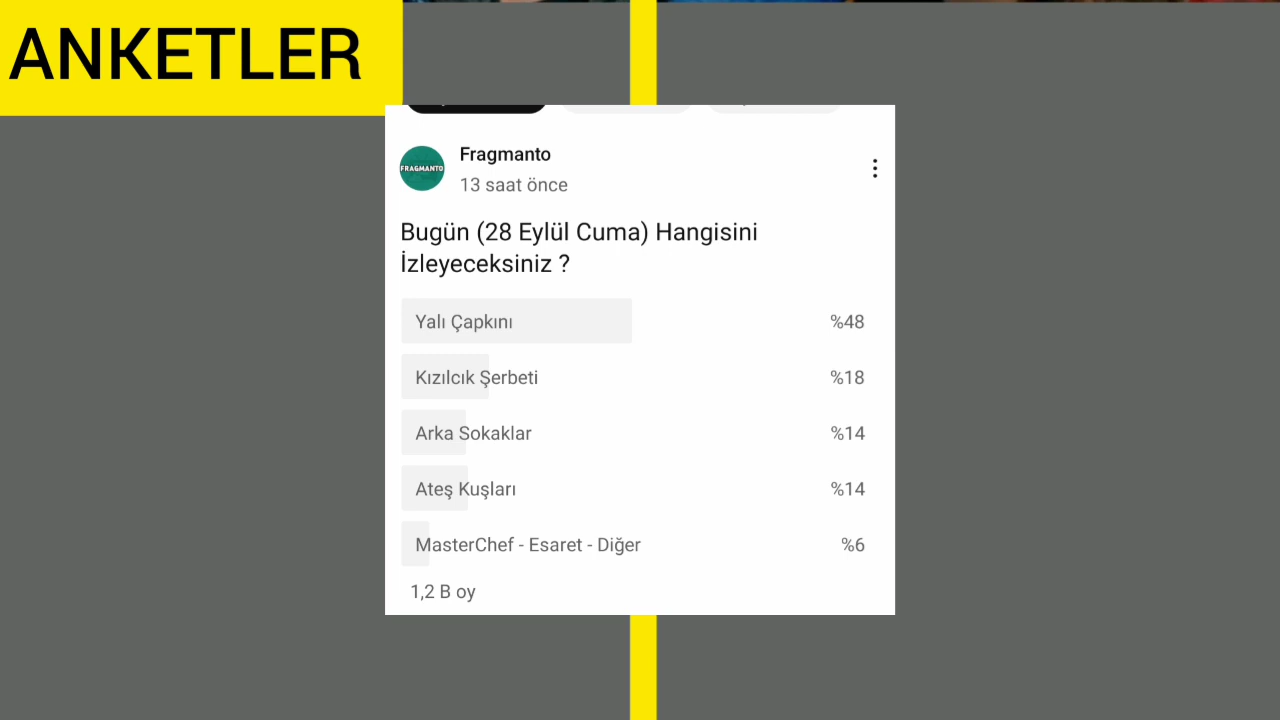 ANKETLER
FRAGMANTO
Fragmanto
13 saat önce
Bugün (28 Eylül Cuma) Hangisini
İzleyeceksiniz ?
Yalı Çapkını %48
Kızılcık Şerbeti %18
Arka Sokaklar %14
Ateş Kuşları %14
MasterChef - Esaret - Diğer %6
1,2 B oy